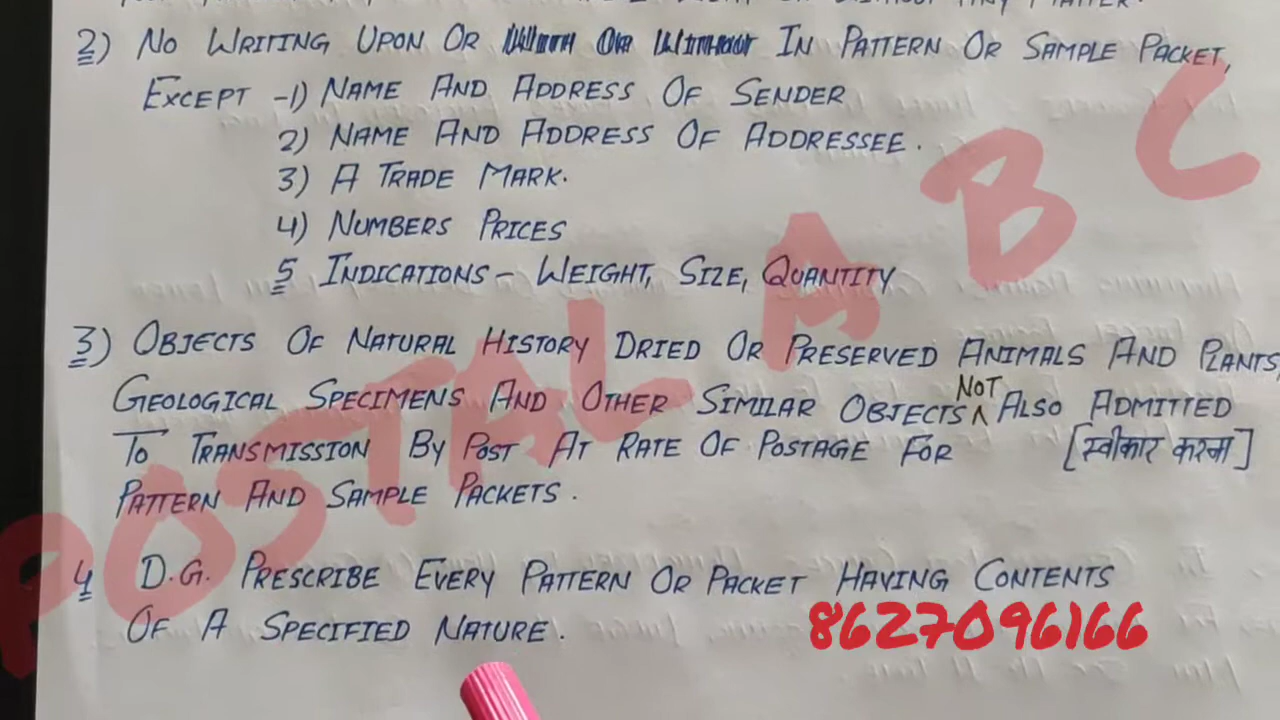 2) NO WRITING UPON OR IN PATTERN OR SAMPLE PACKET,
EXCEPT -1) NAME AND ADDRESS OF SENDER
2) NAME AND ADDRESS OF ADDRESSEE.
3) A TRADE MARK.
4) NUMBERS PRICES
5 INDICATIONS - WEIGHT, SIZE, QUANTITY
3) OBJECTS OF NATURAL HISTORY DRIED OR PRESERVED ANIMALS AND PLANTS,
GEOLOGICAL SPECIMENS AND OTHER SIMILAR OBJECTS NOT ALSO ADMITTED
TO TRANSMISSION BY POST AT RATE OF POSTAGE FOR [स्वीकार करना]
PATTERN AND SAMPLE PACKETS.
4 D.G. PRESCRIBE EVERY PATTERN OR PACKET HAVING CONTENTS
OF A SPECIFIED NATURE.
8627096166
POSTAL ABC